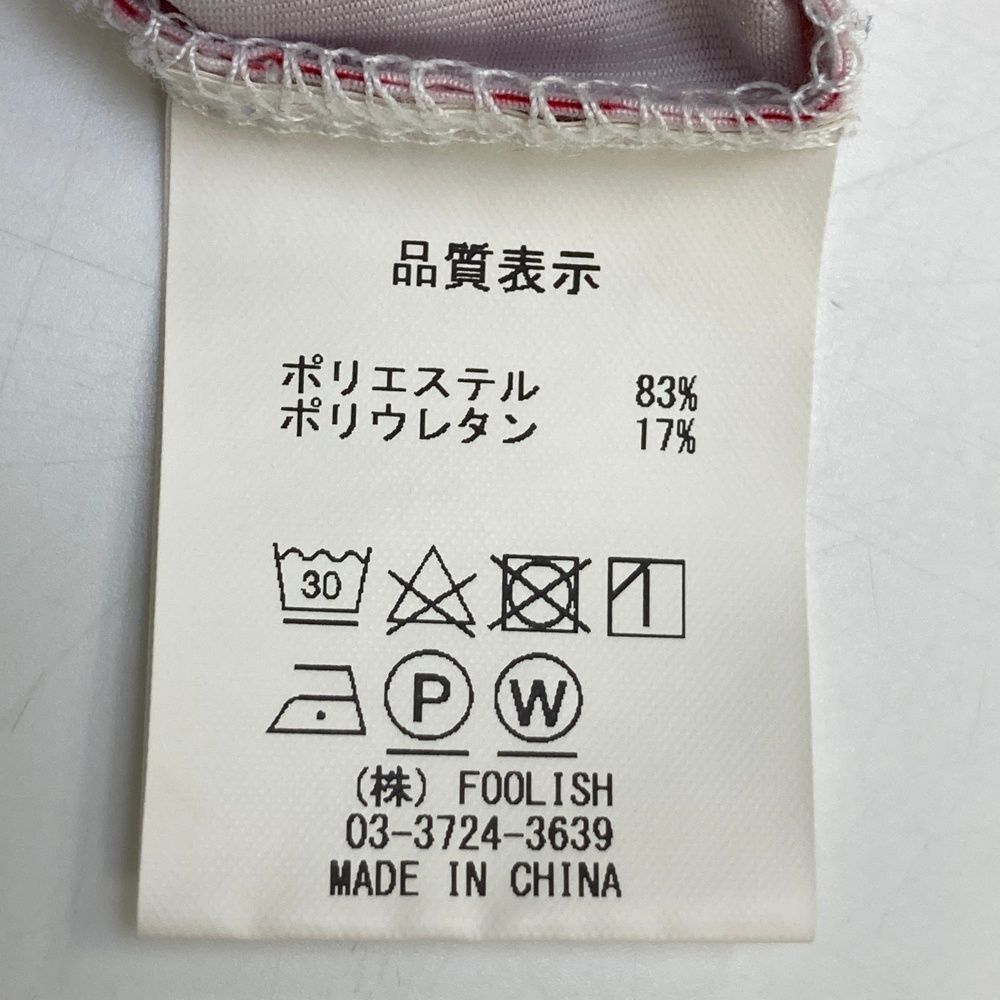 品質表示
ポリエステル 83%
ポリウレタン 17%
30
P W
(株) FOOLISH
03-3724-3639
MADE IN CHINA